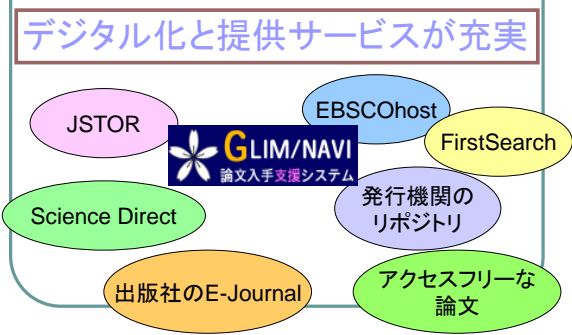 デジタル化と提供サービスが充実
JSTOR
EBSCOhost
FirstSearch
GLIM/NAVI
論文入手支援システム
Science Direct
発行機関の
リポジトリ
出版社のE-Journal
アクセスフリーな
論文